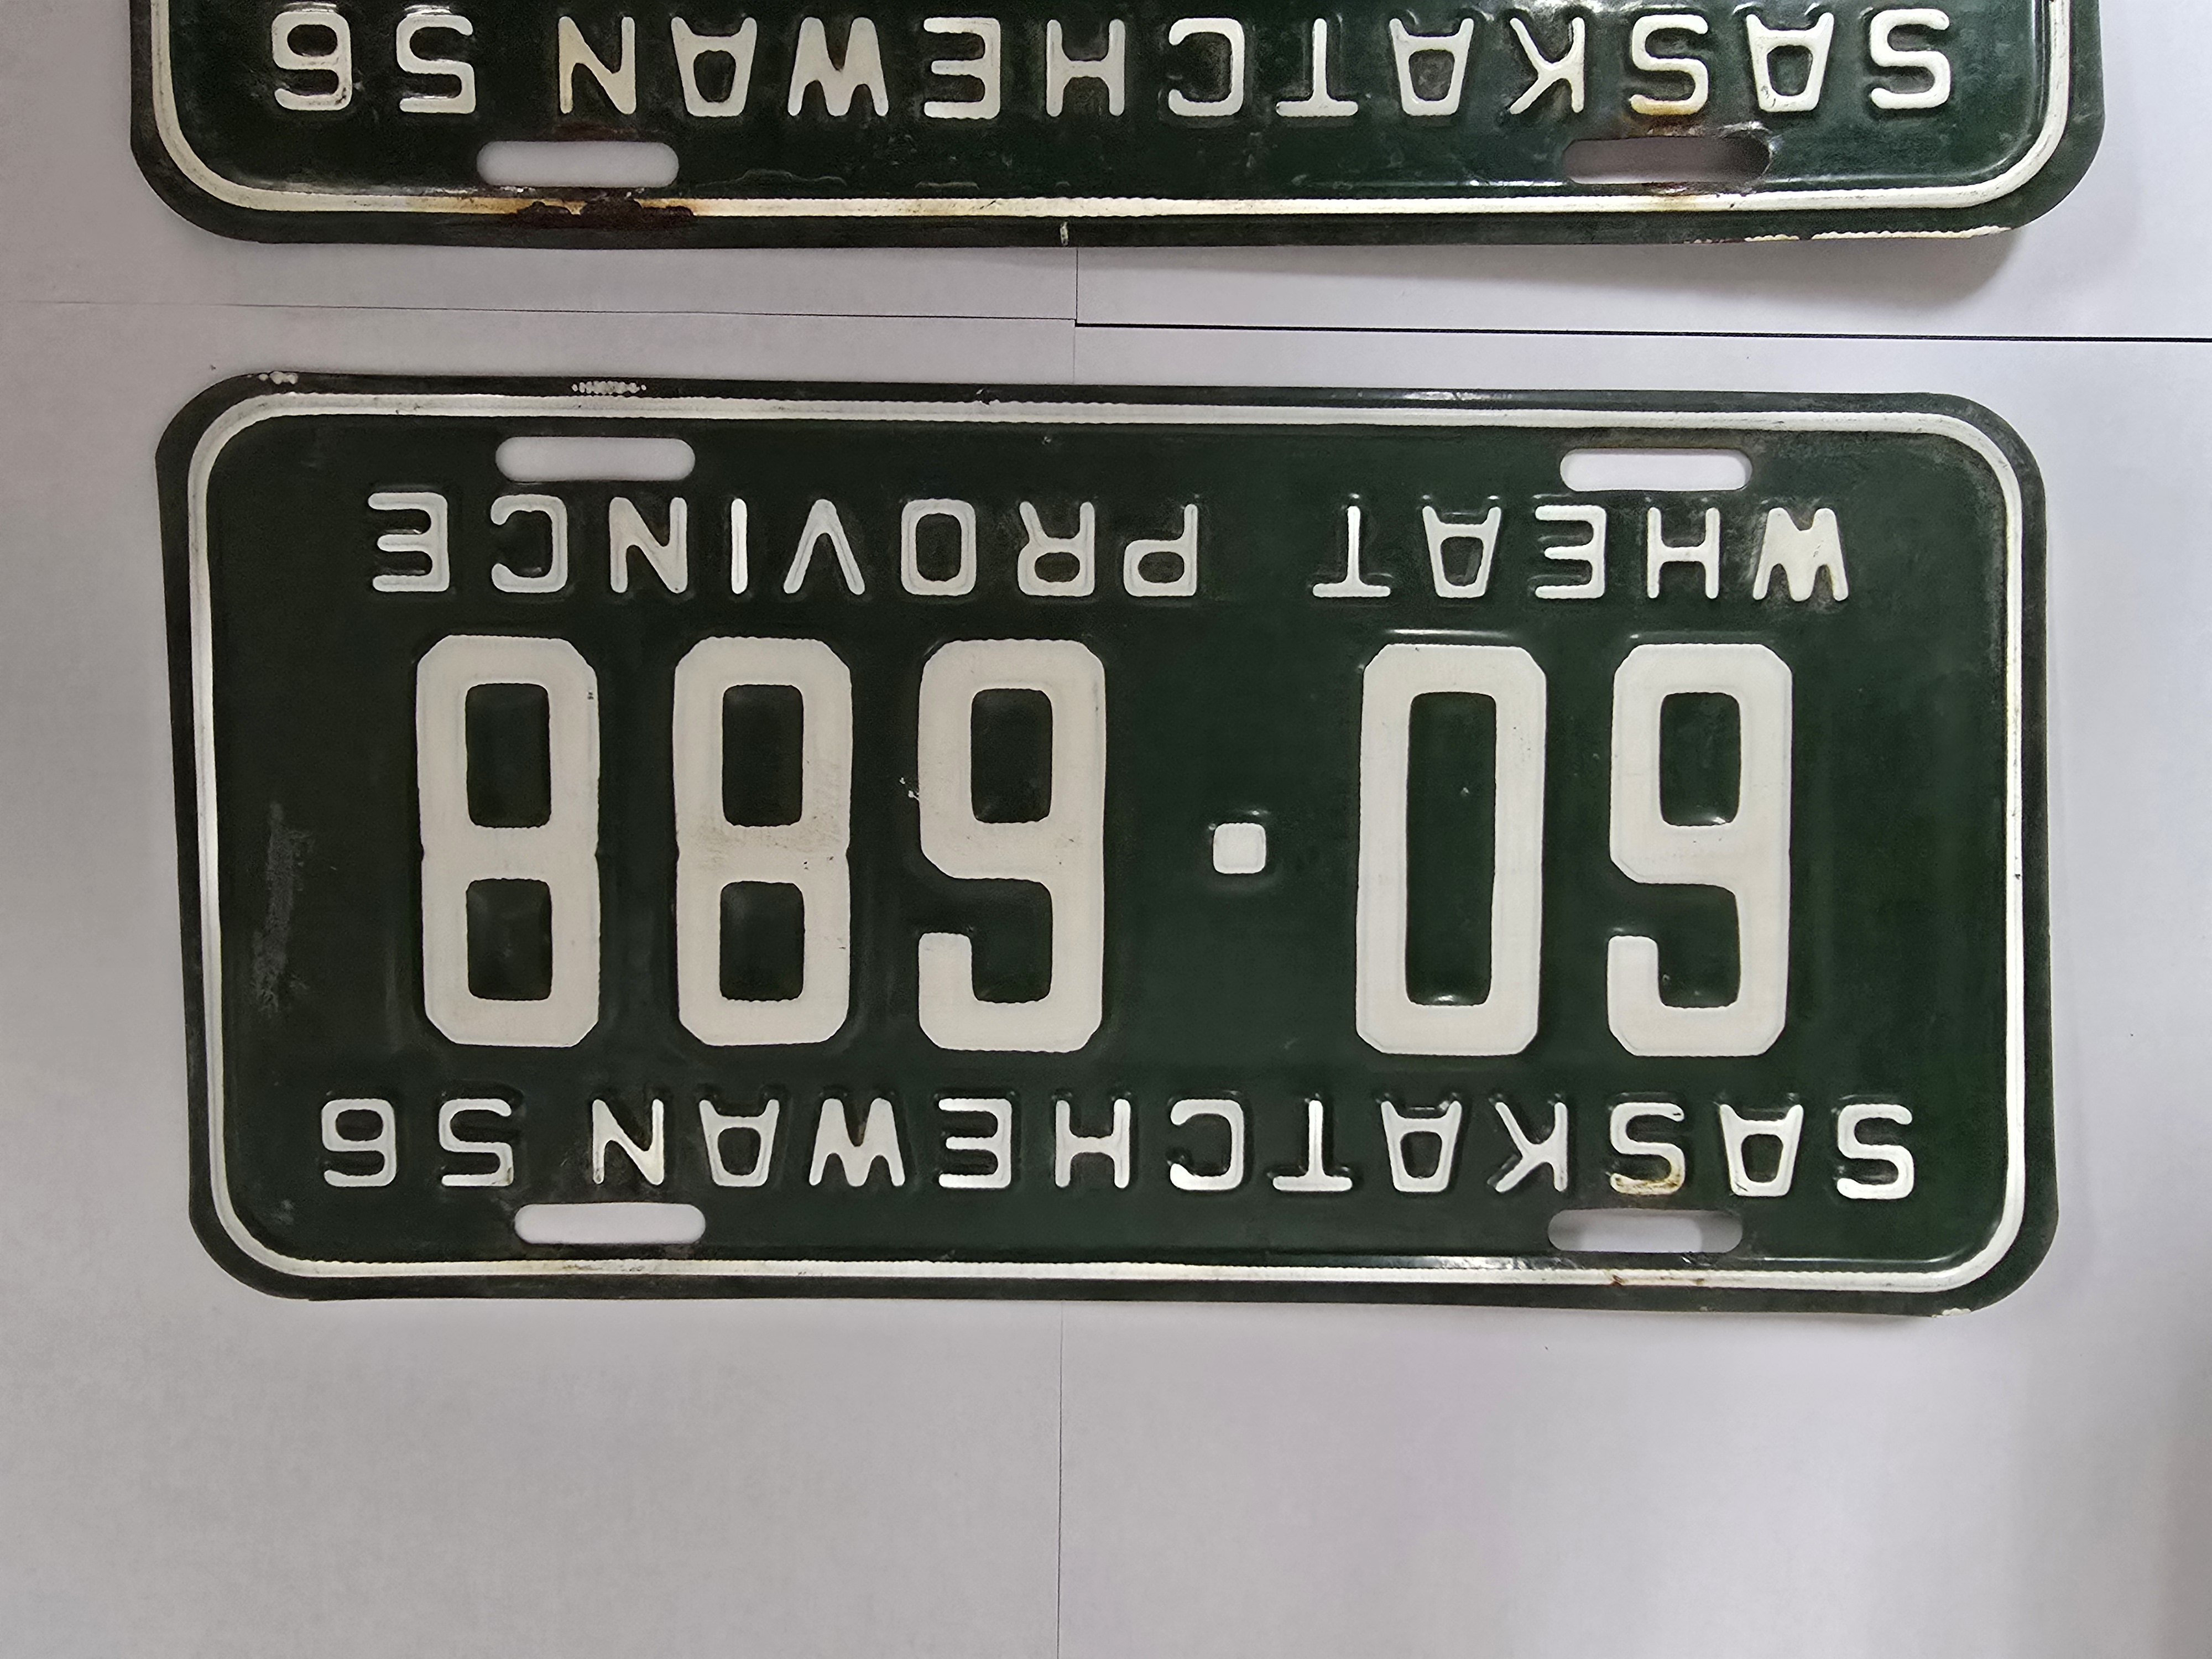 SASKATCHEWAN 56
60·688
WHEAT PROVINCE
SASKATCHEWAN 56